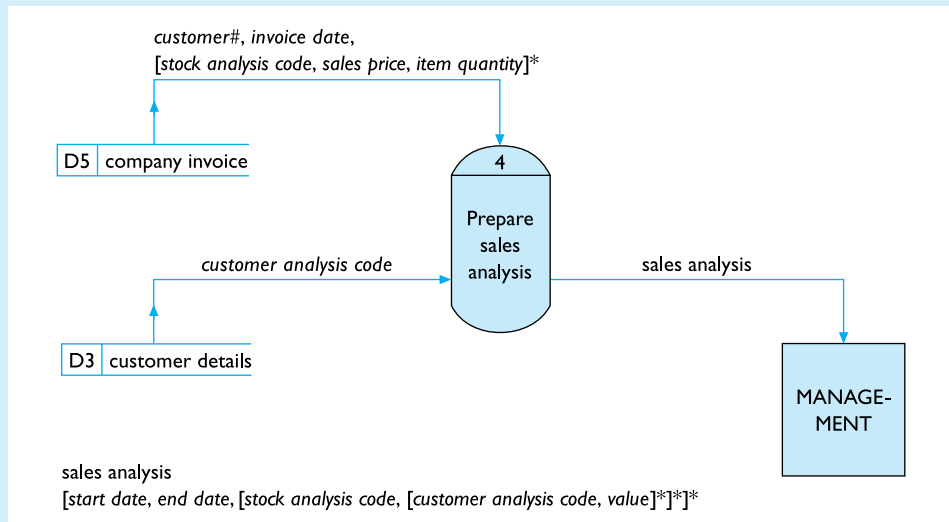 customer#, invoice date,
[stock analysis code, sales price, item quantity]*
D5 company invoice
4
Prepare
sales
analysis
customer analysis code
sales analysis
D3 customer details
MANAGE-
MENT
sales analysis
[start date, end date, [stock analysis code, [customer analysis code, value]*]*]*